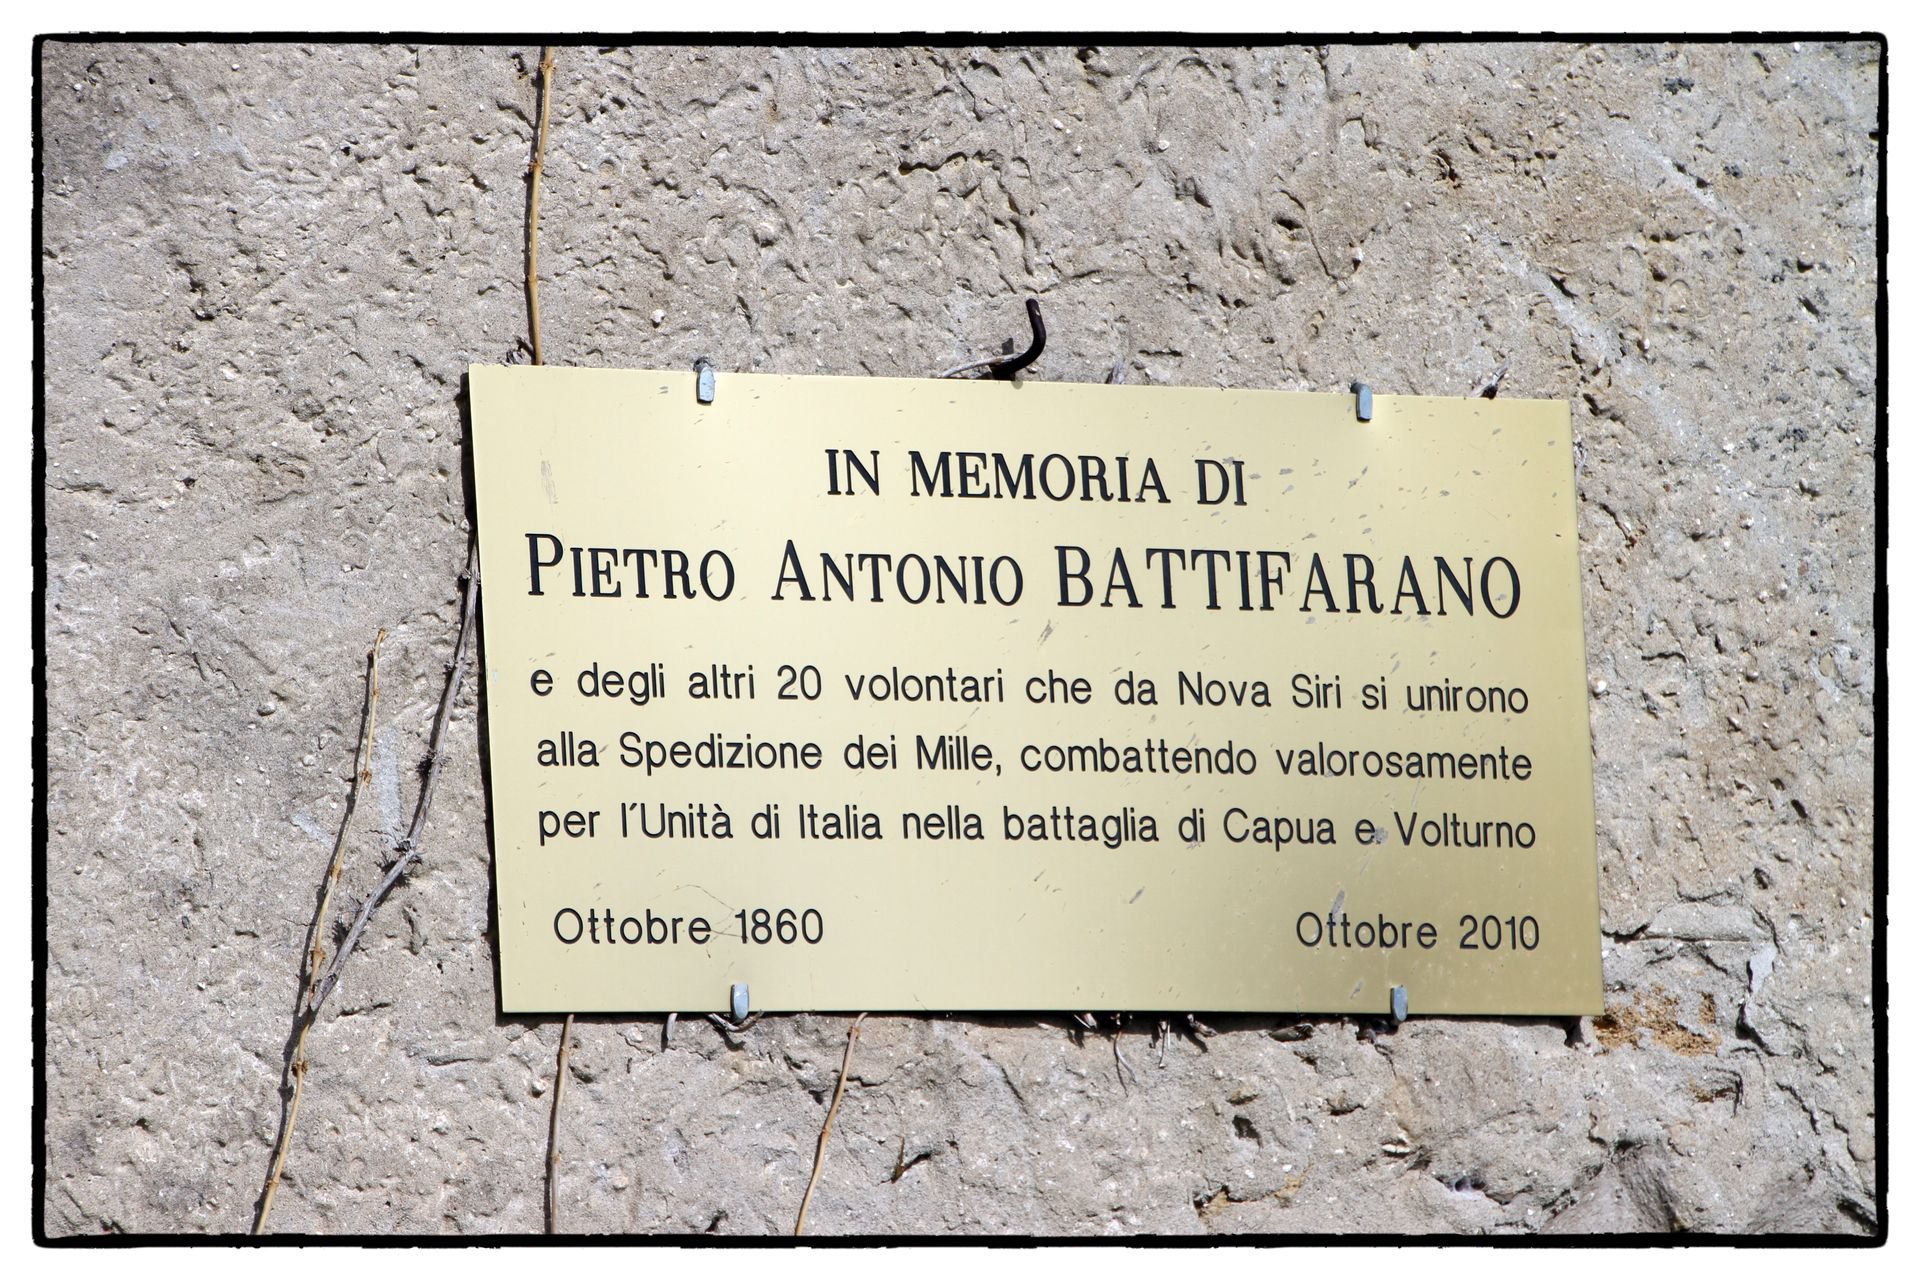 IN MEMORIA DI
PIETRO ANTONIO BATTIFARANO
e degli altri 20 volontari che da Nova Siri si unirono
alla Spedizione dei Mille, combattendo valorosamente
per l'Unità di Italia nella battaglia di Capua e Volturno
Ottobre 1860 Ottobre 2010